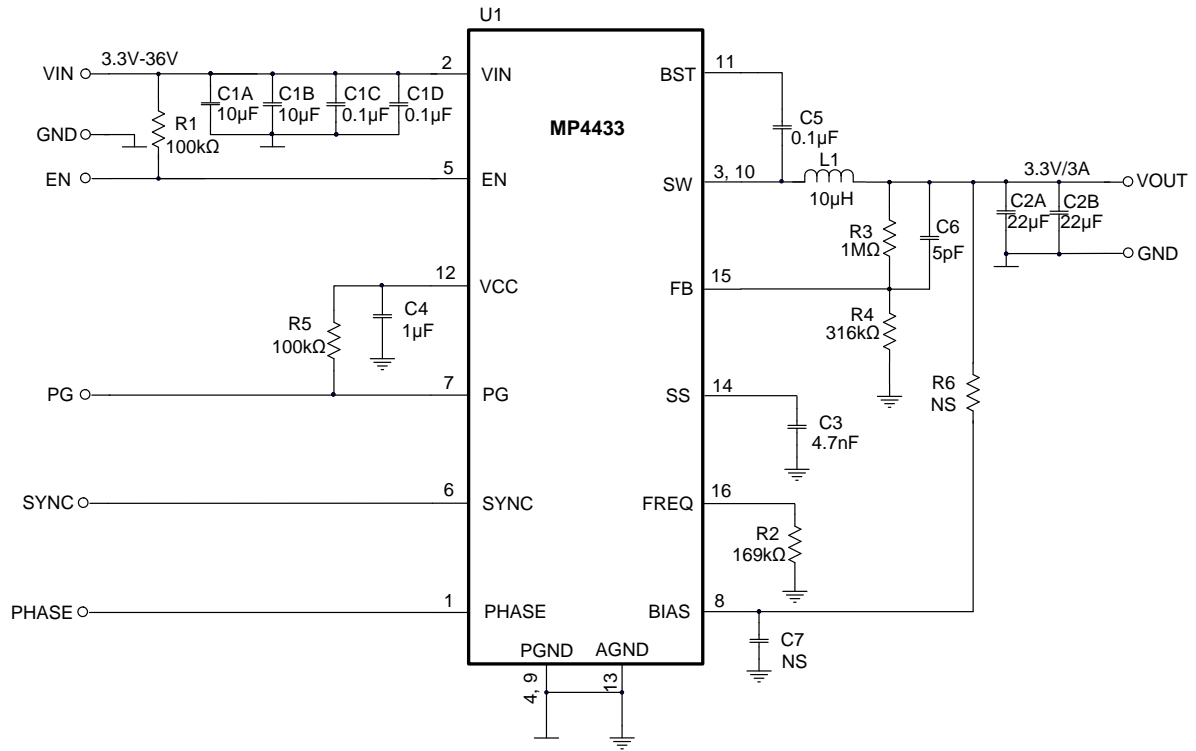 U1
MP4433
VIN
3.3V-36V
2
VIN
C1A
10µF
C1B
10µF
C1C
0.1µF
C1D
0.1µF
GND
R1
100kΩ
EN
5
EN
12
VCC
R5
100kΩ
C4
1µF
PG
7
PG
SYNC
6
SYNC
PHASE
1
PHASE
PGND
4, 9
AGND
13
BST
11
C5
0.1µF
SW
3, 10
L1
10µH
3.3V/3A
VOUT
R3
1MΩ
C6
5pF
C2A
22µF
C2B
22µF
GND
FB
15
R4
316kΩ
R6
NS
SS
14
C3
4.7nF
FREQ
16
R2
169kΩ
BIAS
8
C7
NS